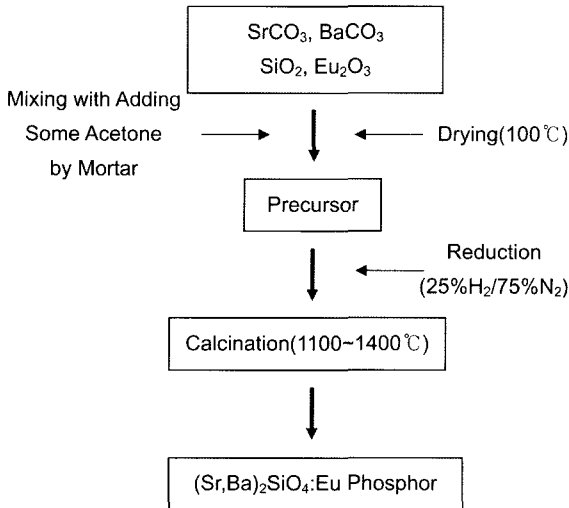 SrCO₃, BaCO₃
SiO₂, Eu₂O₃
Mixing with Adding
Some Acetone
by Mortar
Drying(100℃)
Precursor
Reduction
(25%H₂/75%N₂)
Calcination(1100~1400℃)
(Sr,Ba)₂SiO₄:Eu Phosphor